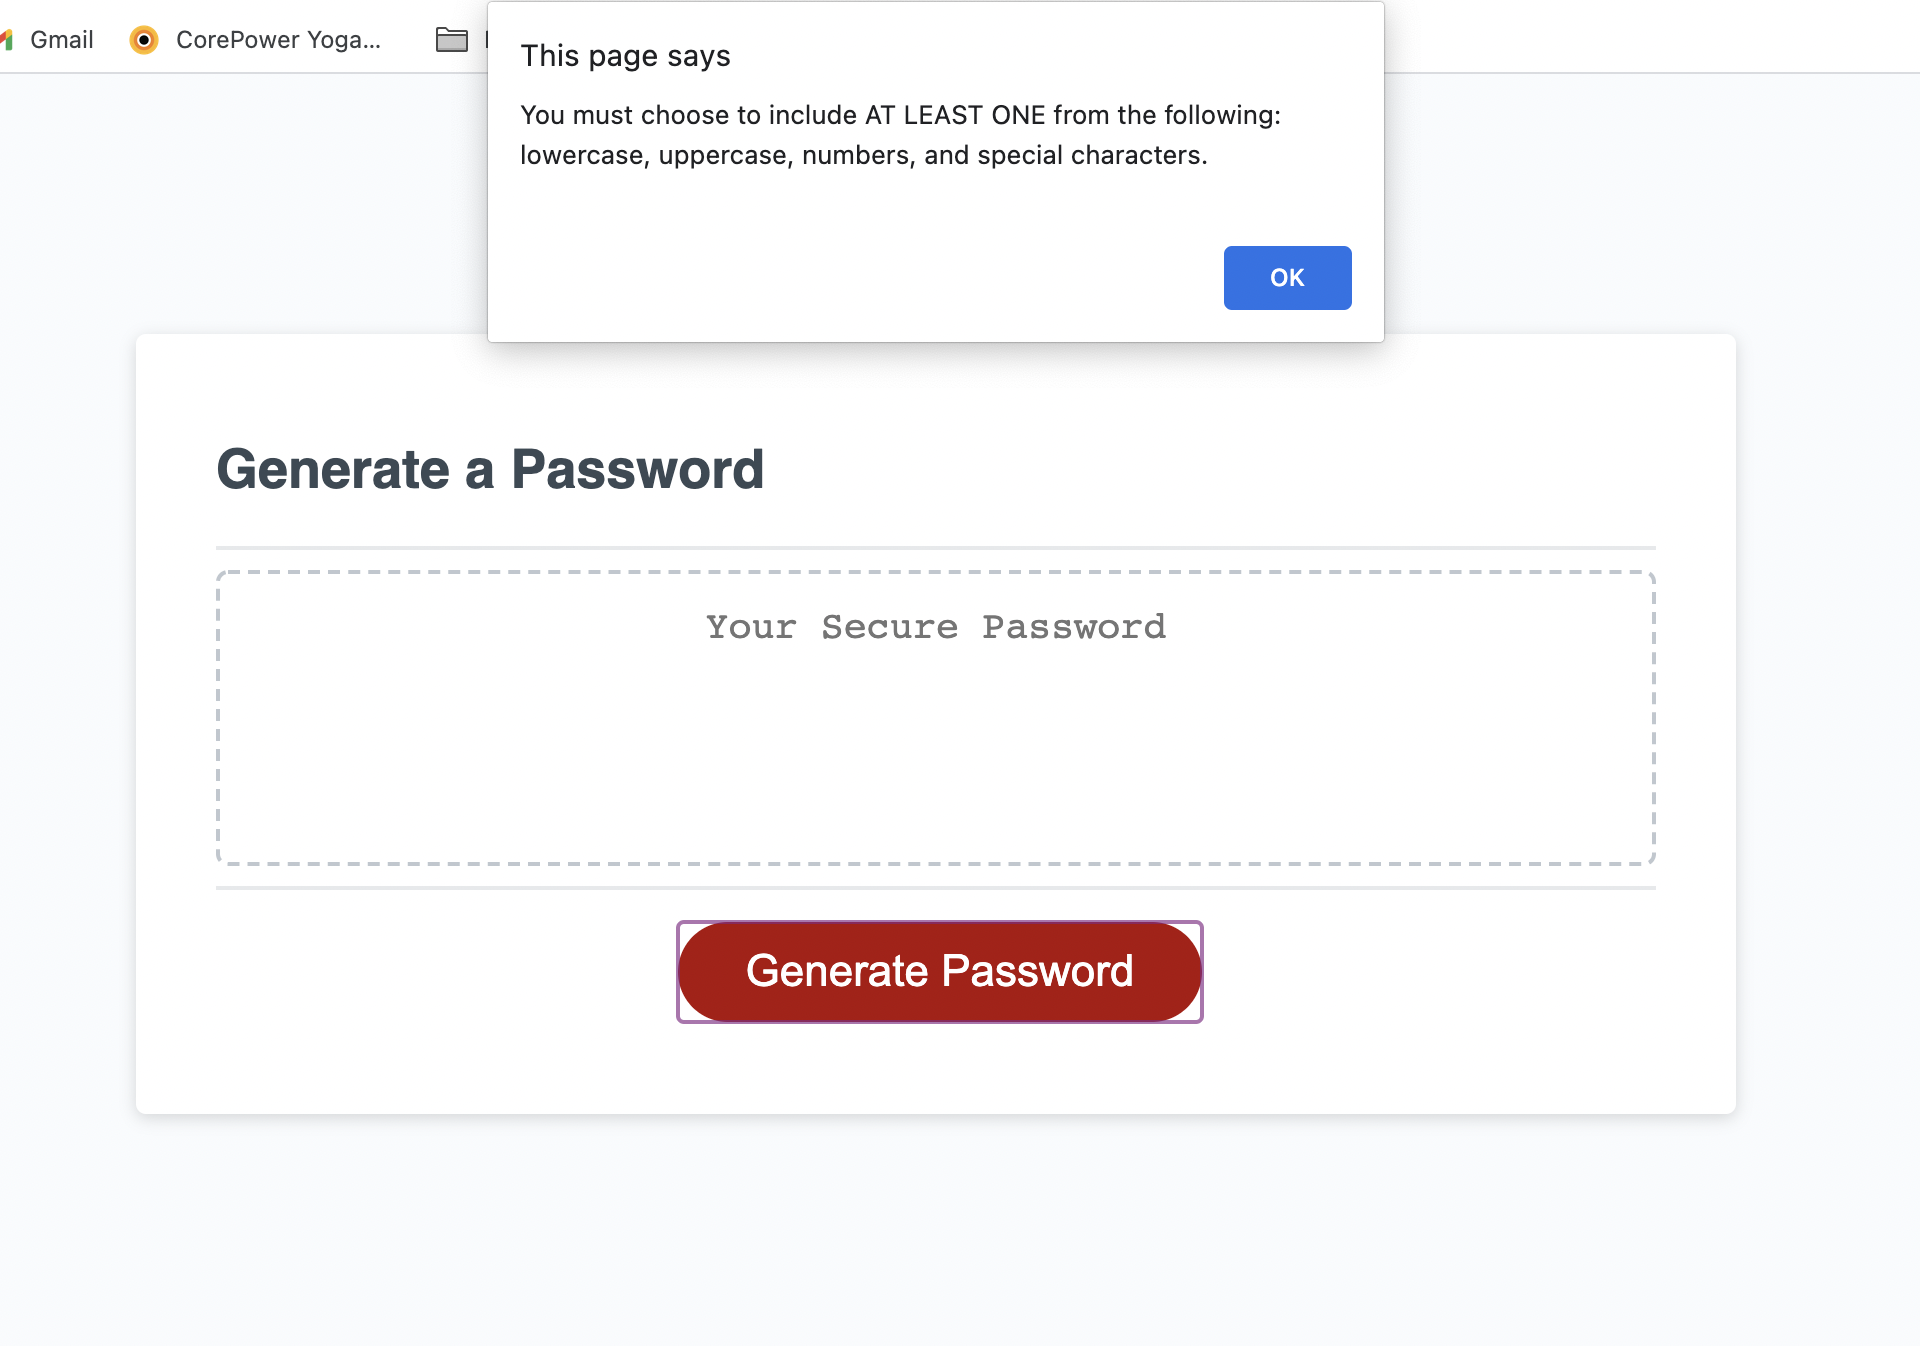 Gmail
CorePower Yoga...
This page says
You must choose to include AT LEAST ONE from the following:
lowercase, uppercase, numbers, and special characters.
OK
Generate a Password
Your Secure Password
Generate Password